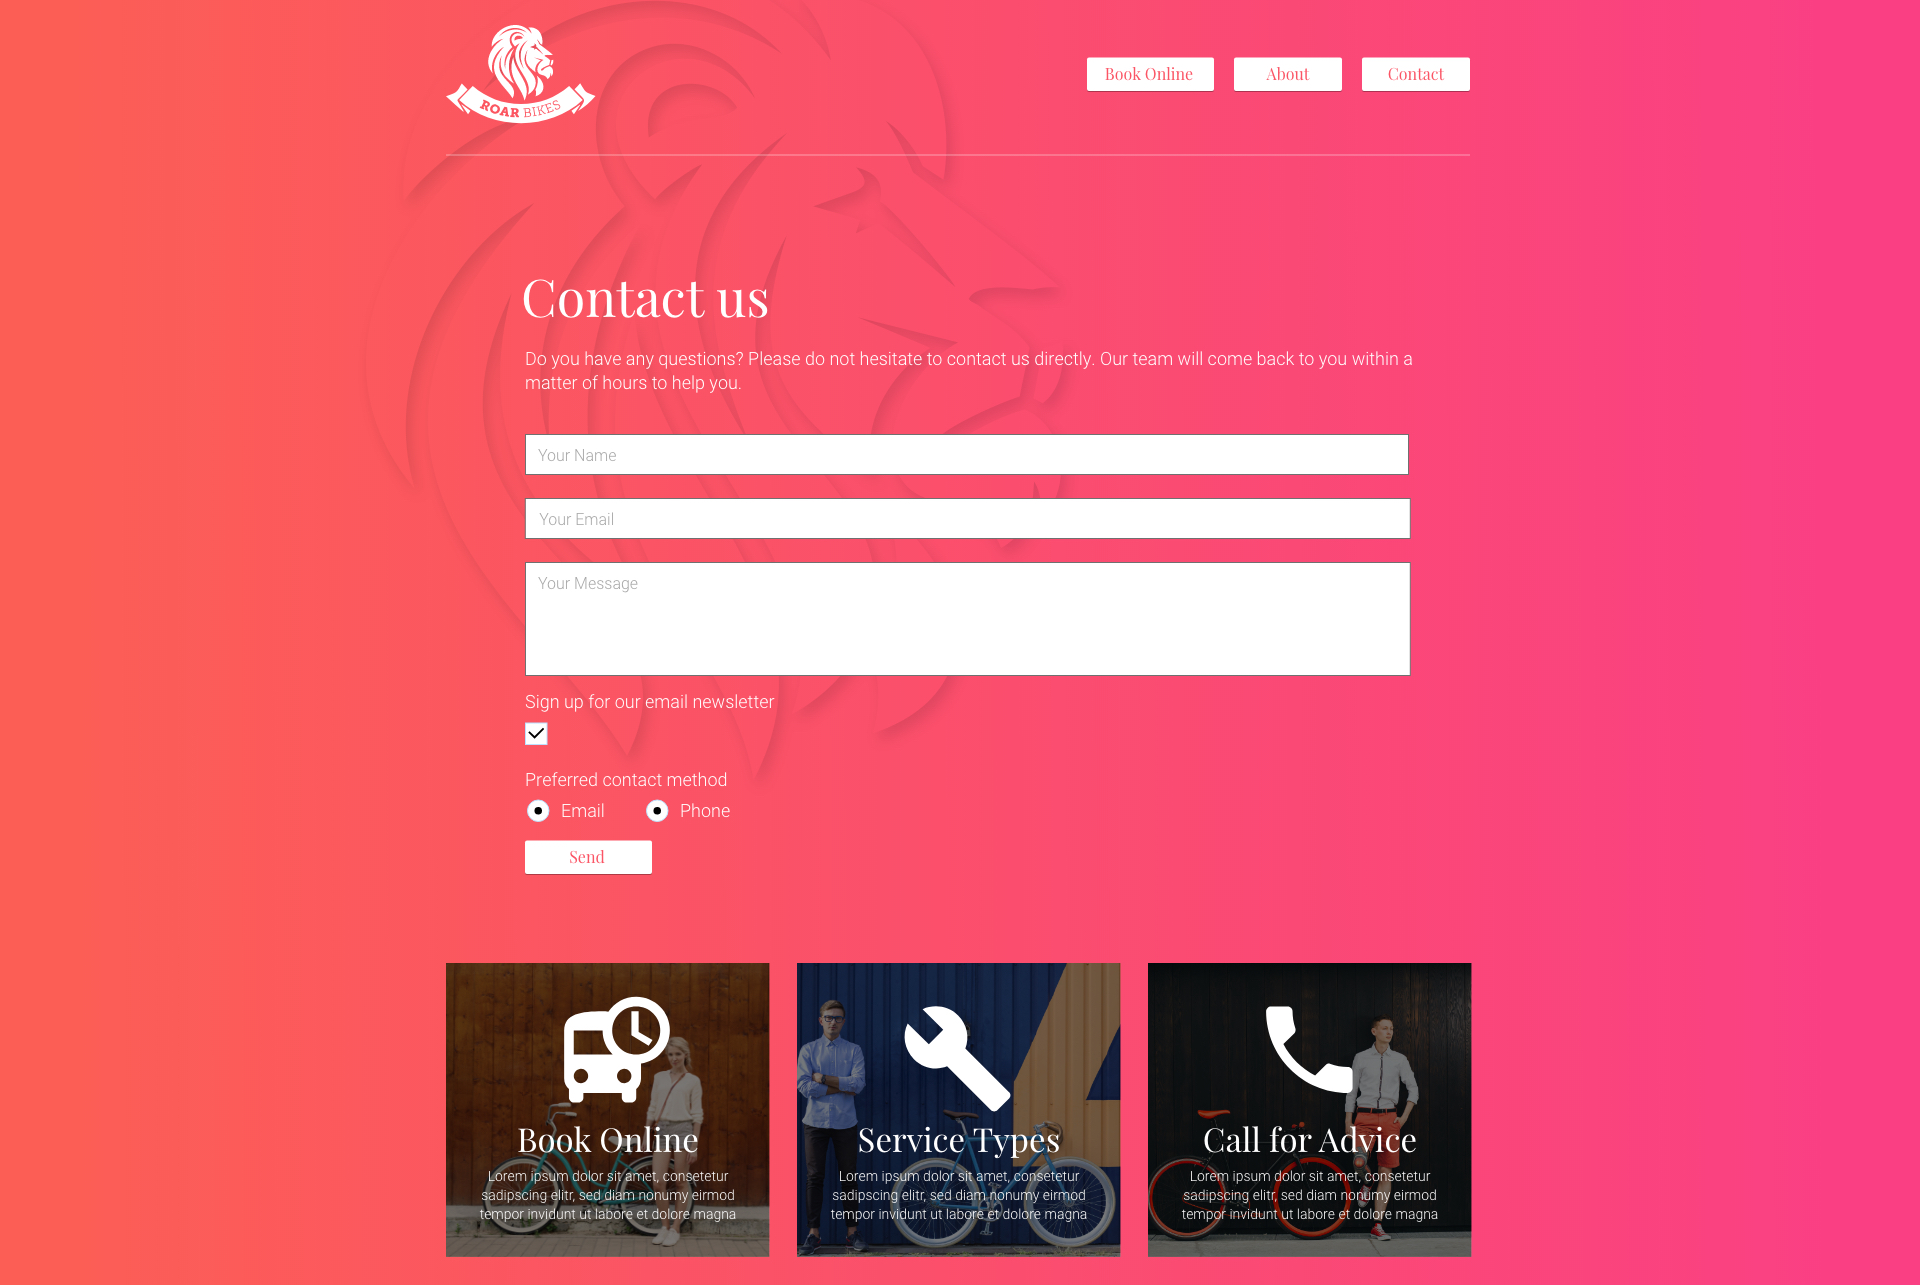 ROAR BIKES
Book Online
About
Contact
Contact us
Do you have any questions? Please do not hesitate to contact us directly. Our team will come back to you within a
matter of hours to help you.
Your Name
Your Email
Your Message
Sign up for our email newsletter
Preferred contact method
Email
Phone
Send
Book Online
Lorem ipsum dolor sit amet, consetetur
sadipscing elitr, sed diam nonumy eirmod
tempor invidunt ut labore et dolore magna
Service Types
Lorem ipsum dolor sit amet, consetetur
sadipscing elitr, sed diam nonumy eirmod
tempor invidunt ut labore et dolore magna
Call for Advice
Lorem ipsum dolor sit amet, consetetur
sadipscing elitr, sed diam nonumy eirmod
tempor invidunt ut labore et dolore magna